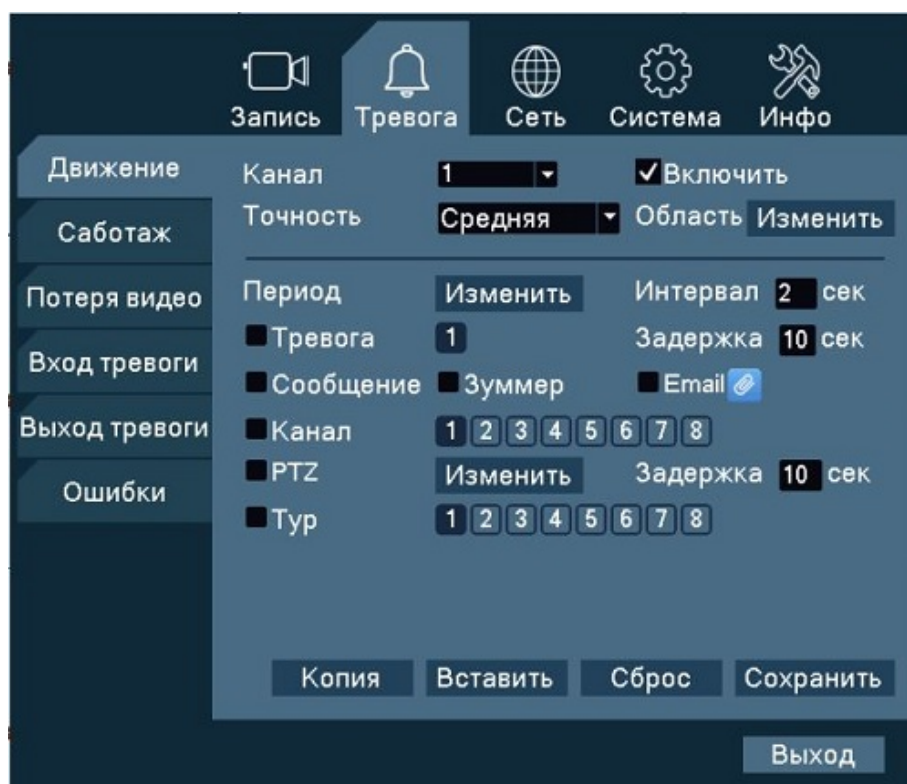 Запись Тревога Сеть Система Инфо
Движение
Саботаж
Потеря видео
Вход тревоги
Выход тревоги
Ошибки
Канал 1 Включить
Точность Средняя Область Изменить
Период Изменить Интервал 2 сек
Тревога 1 Задержка 10 сек
Сообщение Зуммер Email
Канал 1 2 3 4 5 6 7 8
PTZ Изменить Задержка 10 сек
Тур 1 2 3 4 5 6 7 8
Копия Вставить Сброс Сохранить
Выход